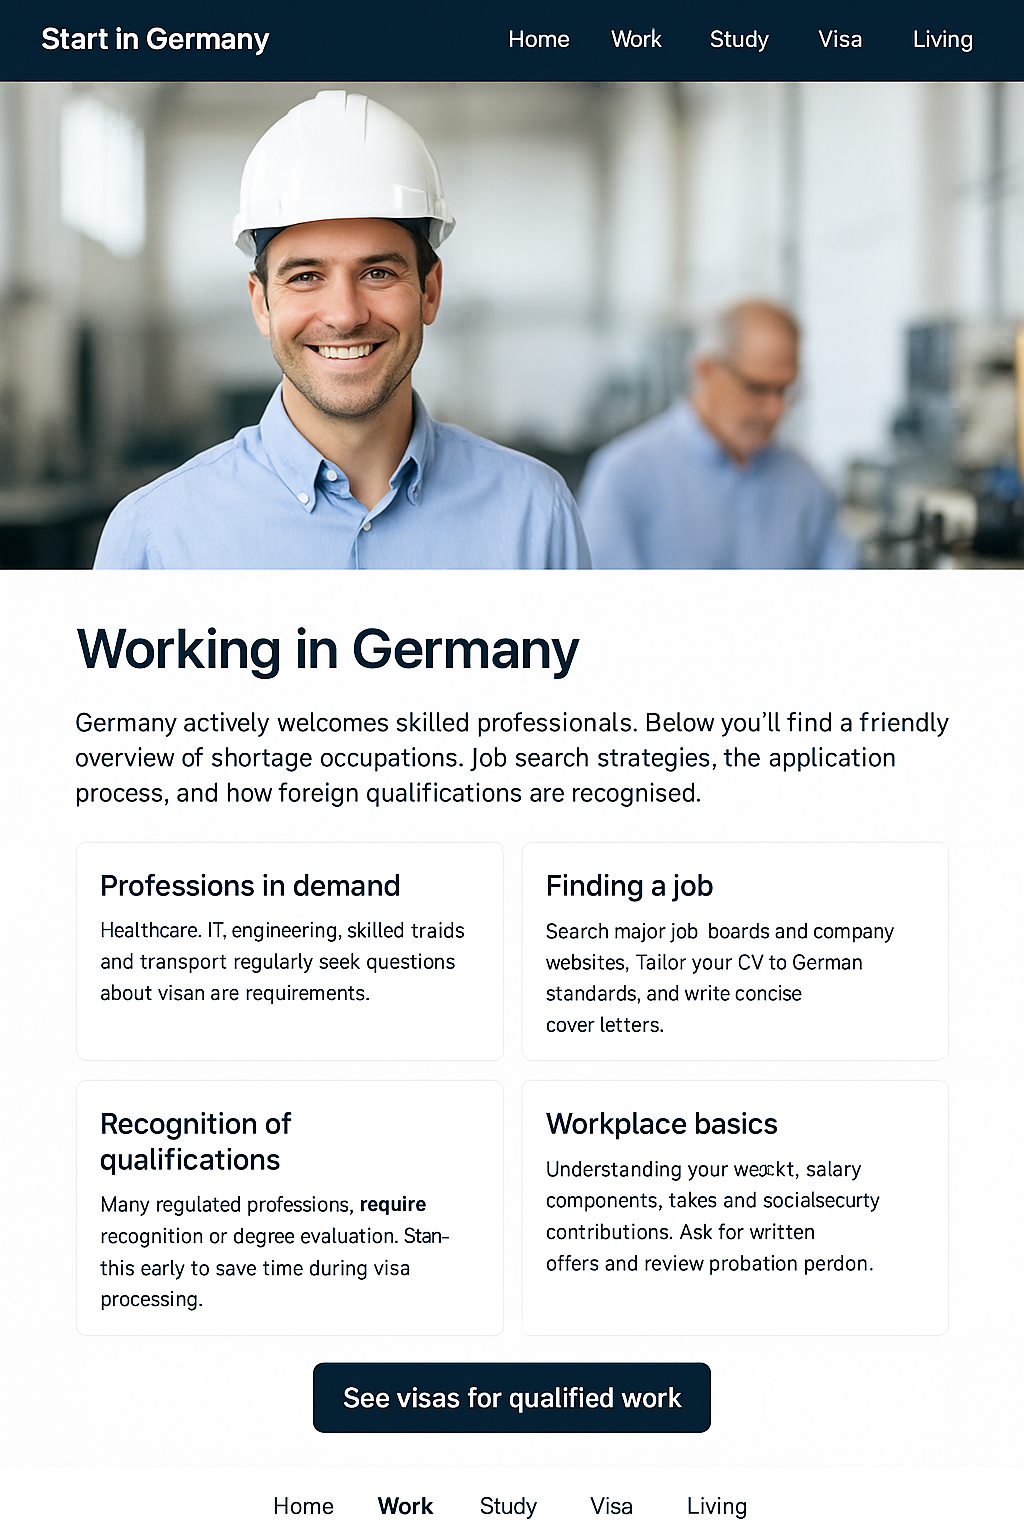 Start in Germany
Home Work Study Visa Living
Working in Germany
Germany actively welcomes skilled professionals. Below you'll find a friendly
overview of shortage occupations. Job search strategies, the application
process, and how foreign qualifications are recognised.
Professions in demand
Healthcare. IT, engineering, skilled traids
and transport regularly seek questions
about visan are requirements.
Finding a job
Search major job boards and company
websites, Tailor your CV to German
standards, and write concise
cover letters.
Recognition of
qualifications
Many regulated professions, require
recognition or degree evaluation. Stan-
this early to save time during visa
processing.
Workplace basics
Understanding your salary
components, takes and socialsecurty
contributions. Ask for written
offers and review probation perdon.
See visas for qualified work
Home Work Study Visa Living